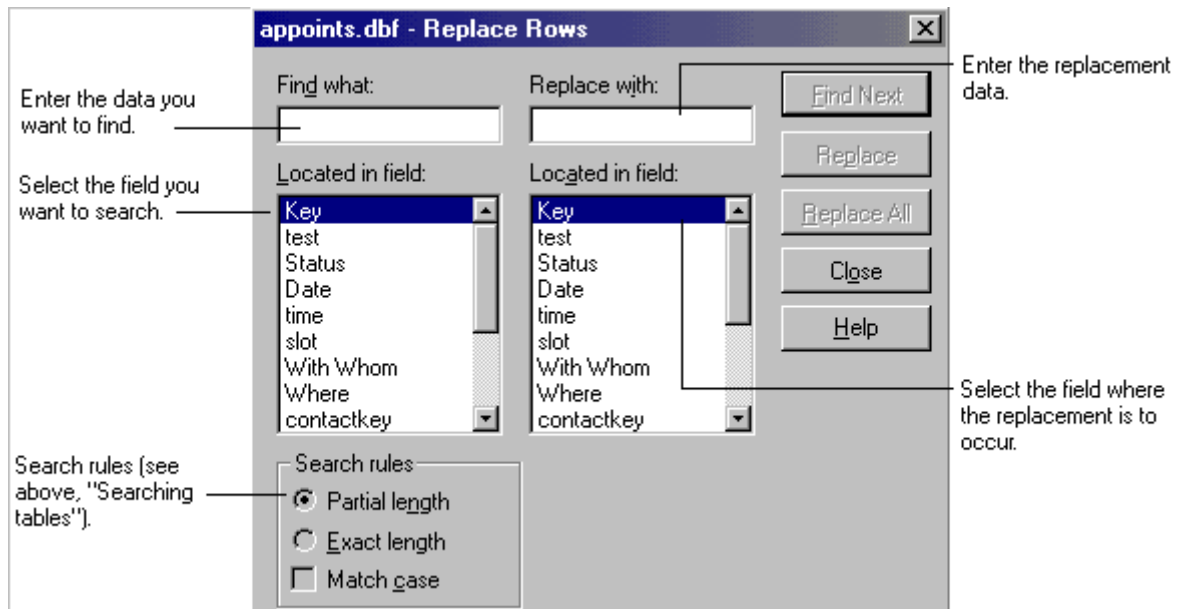 appoints.dbf - Replace Rows
Enter the data you
want to find.
Find what:
Replace with:
Enter the replacement
data.
Find Next
Replace
Replace All
Close
Help
Select the field you
want to search.
Located in field:
Key
test
Status
Date
time
slot
With Whom
Where
contactkey
Located in field:
Key
test
Status
Date
time
slot
With Whom
Where
contactkey
Select the field where
the replacement is to
occur.
Search rules (see
above, "Searching
tables").
Search rules
Partial length
Exact length
Match case